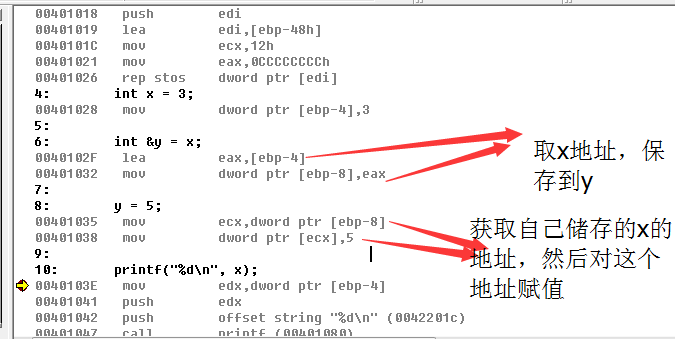 00401018 push edi
00401019 lea edi,[ebp-48h]
0040101C mov ecx,12h
00401021 mov eax,0CCCCCCCCh
00401026 rep stos dword ptr [edi]
4: int x = 3;
00401028 mov dword ptr [ebp-4],3
5:
6: int &y = x;
0040102F lea eax,[ebp-4]
00401032 mov dword ptr [ebp-8],eax
7:
8: y = 5;
00401035 mov ecx,dword ptr [ebp-8]
00401038 mov dword ptr [ecx],5
9:
10: printf("%d\n", x);
0040103E mov edx,dword ptr [ebp-4]
00401041 push edx
00401042 push offset string "%d\n" (0042201c)
00401047 call printf (00401080)
取x地址，保
存到y
获取自己储存的x的
地址，然后对这个
地址赋值